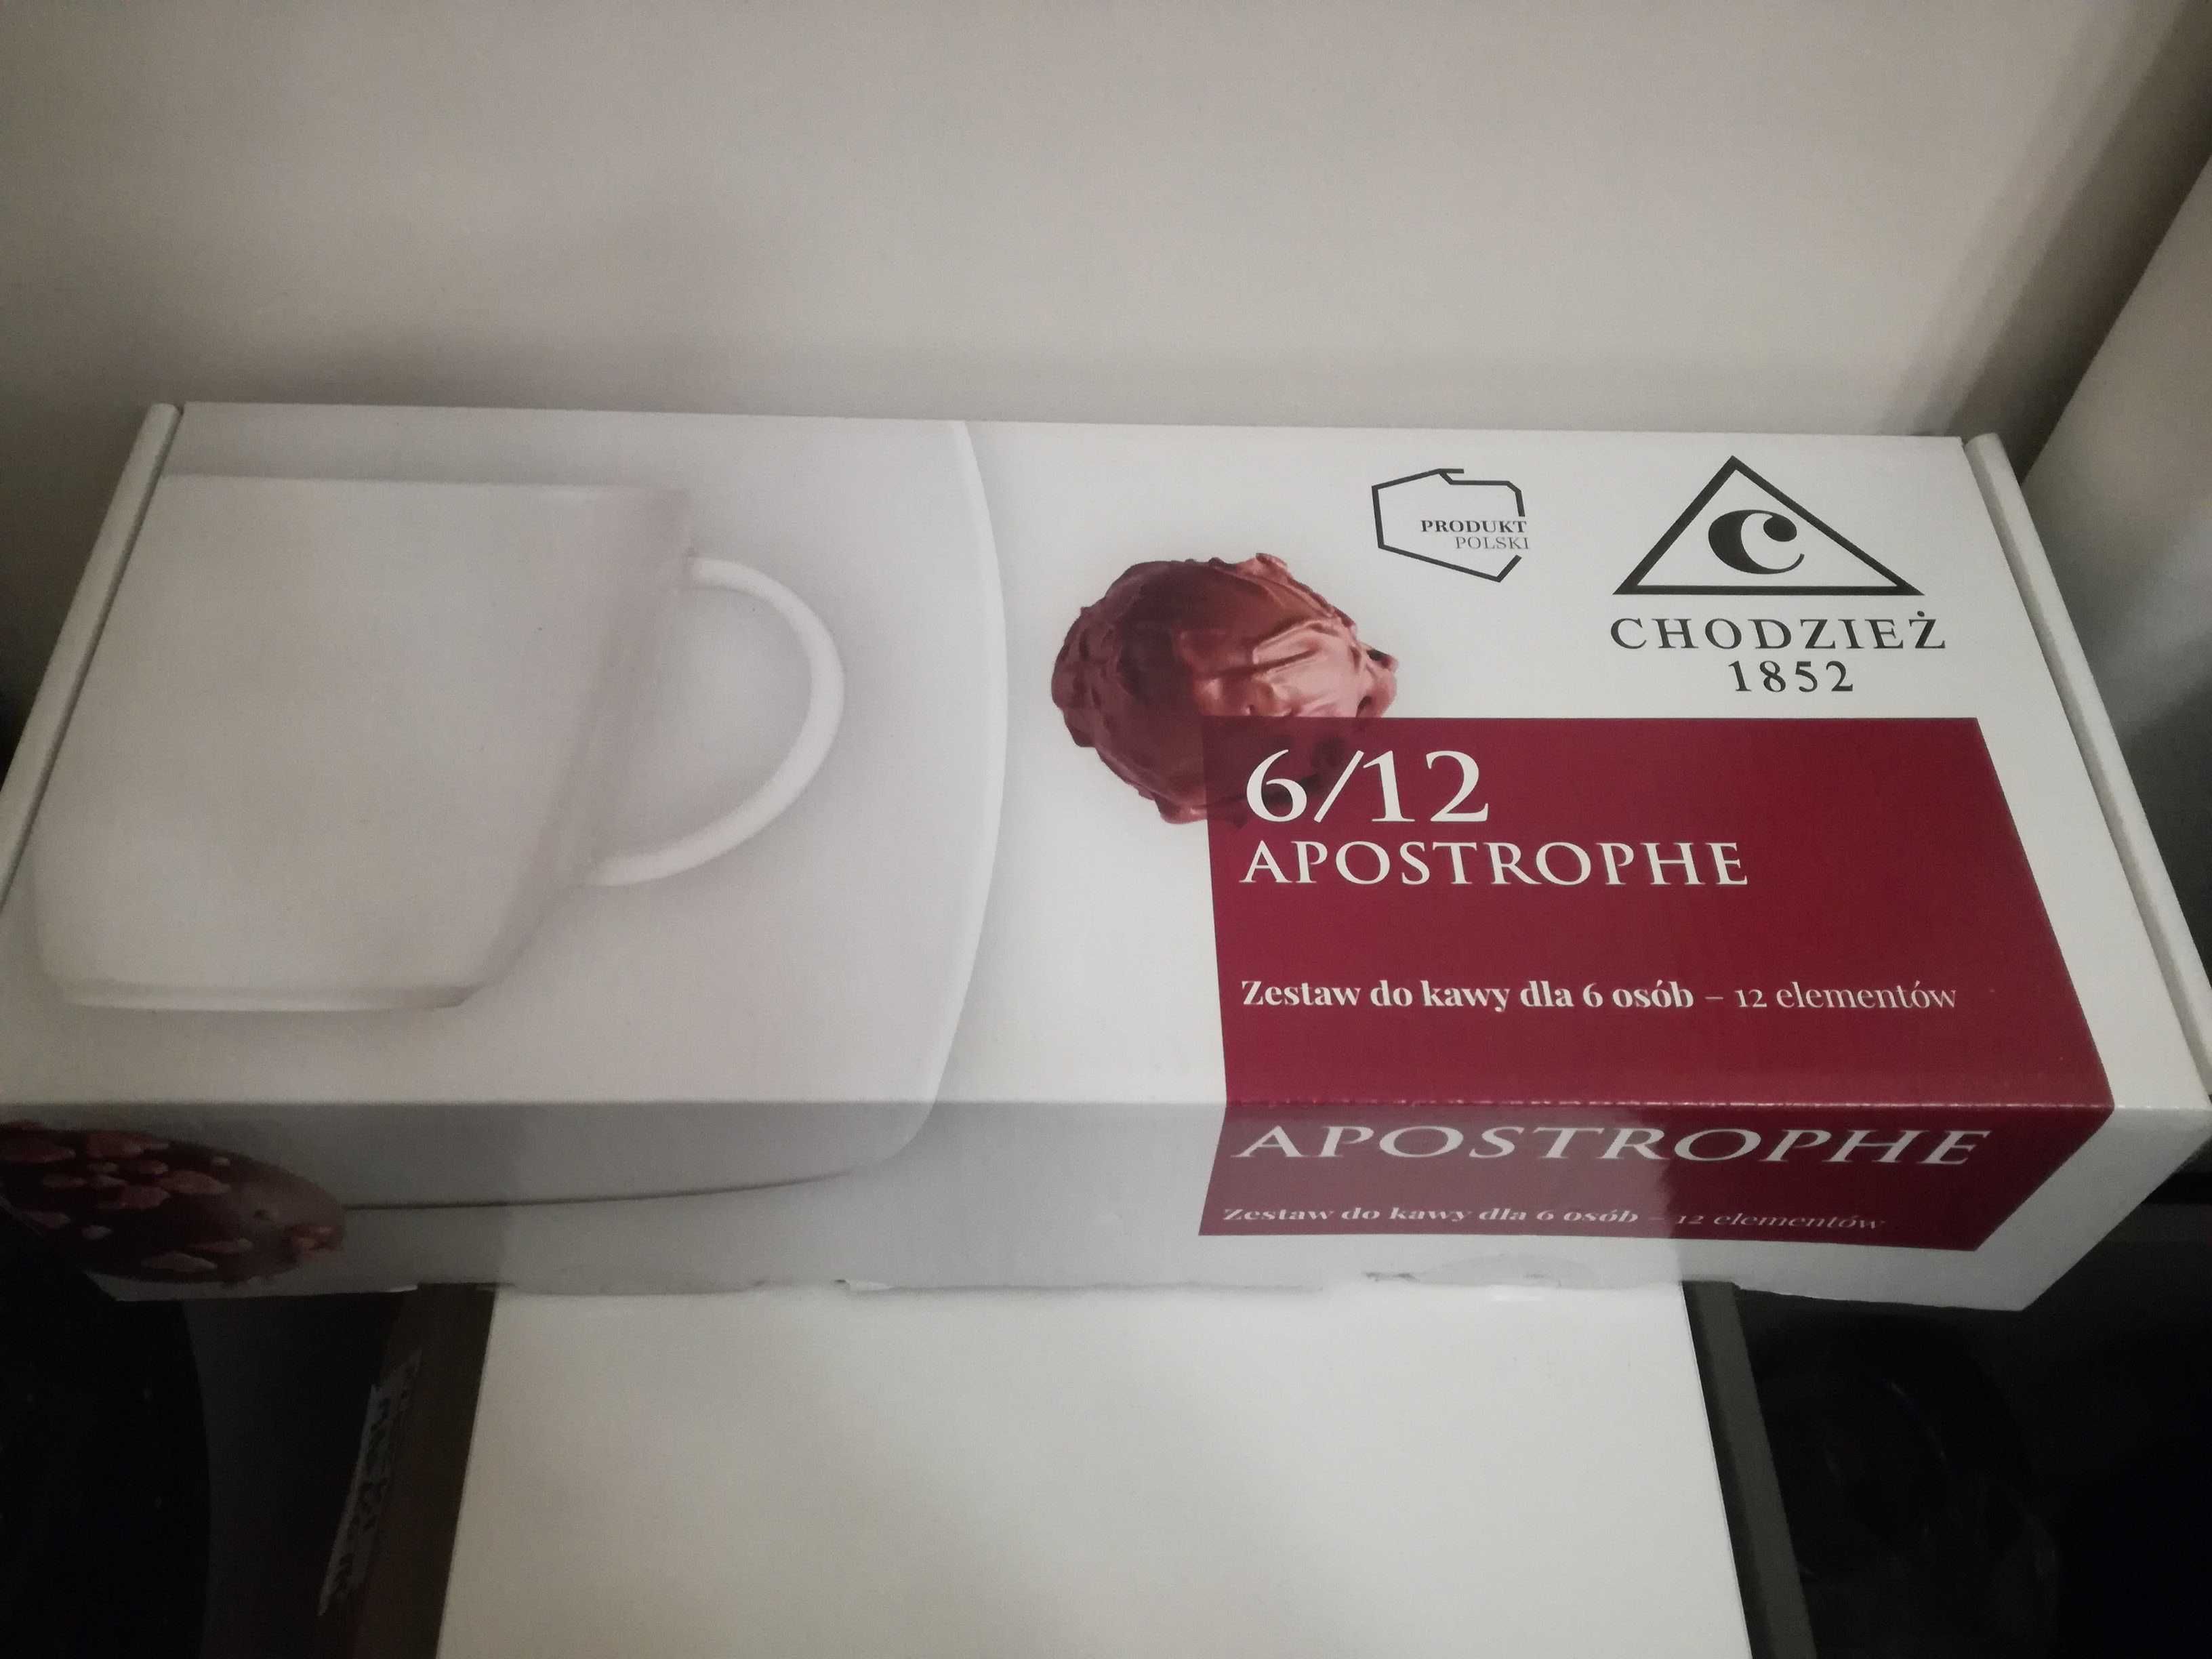 PRODUKT
POLSKI
C
CHODZIEŻ
1852
6/12
APOSTROPHE
Zestaw do kawy dla 6 osób – 12 elementów
APOSTROPHE
Zestaw do kawy dla 6 osób – 12 elementów